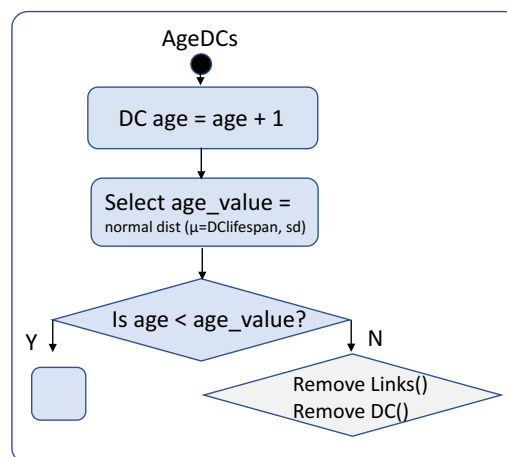 AgeDCs
DC age = age + 1
Select age_value =
normal dist (µ=DClifespan, sd)
Is age < age_value?
Y
N
Remove Links()
Remove DC()